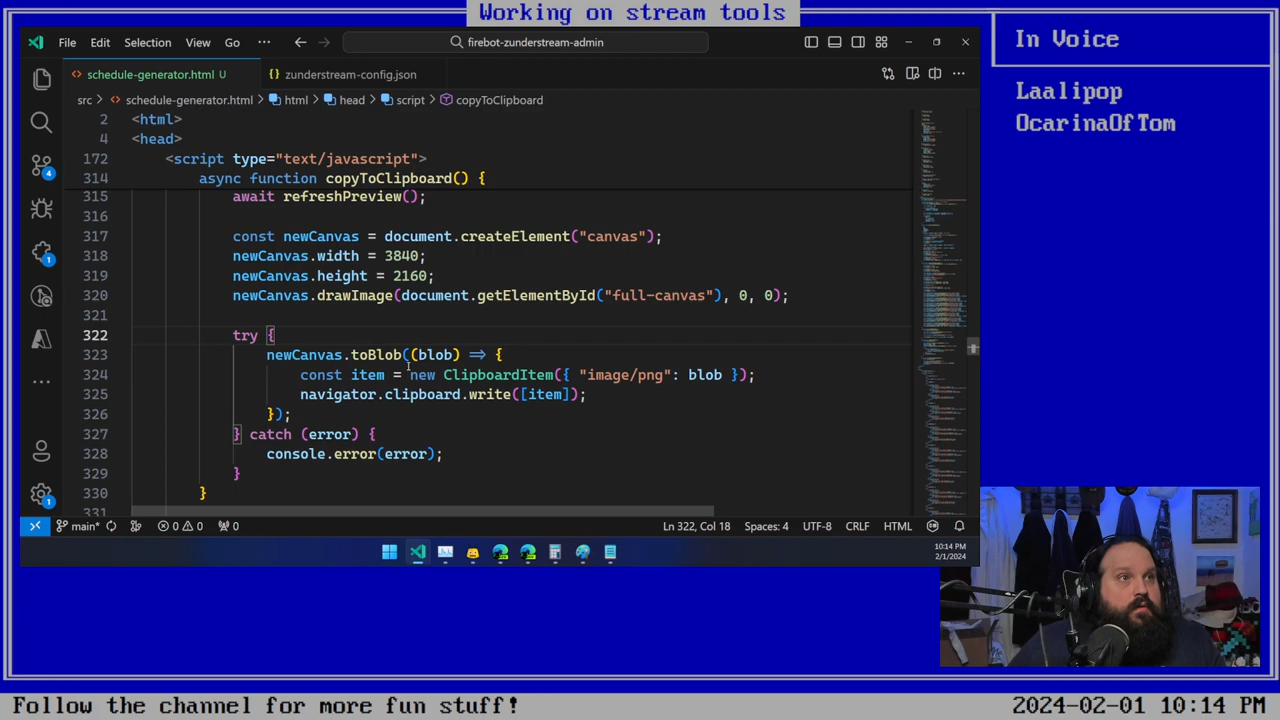 Working on stream tools
In Voice
Laalipop
OcarinaOfTom
File Edit Selection View Go ... firebot-zunderstream-admin
schedule-generator.html U zunderstream-config.json
src > schedule-generator.html > html > head > script > copyToClipboard
2 <html>
4 <head>
172 <script type="text/javascript">
314 async function copyToClipboard() {
315 await refreshPreview();
316
317 const newCanvas = document.createElement("canvas");
newCanvas.height = 2160;
319
320 newCanvas.drawImage(document.getElementById("full-canvas"), 0, 0);
321
322 {
323 newCanvas.toBlob((blob) => {
324 const item = new ClipboardItem({ "image/png": blob });
325 navigator.clipboard.write([item]);
326 });
327 catch (error) {
328 console.error(error);
329 }
330 }
331
main* 0 0 0 Ln 322, Col 18 Spaces: 4 UTF-8 CRLF HTML
10:14 PM
2/1/2024
Follow the channel for more fun stuff! 2024-02-01 10:14 PM